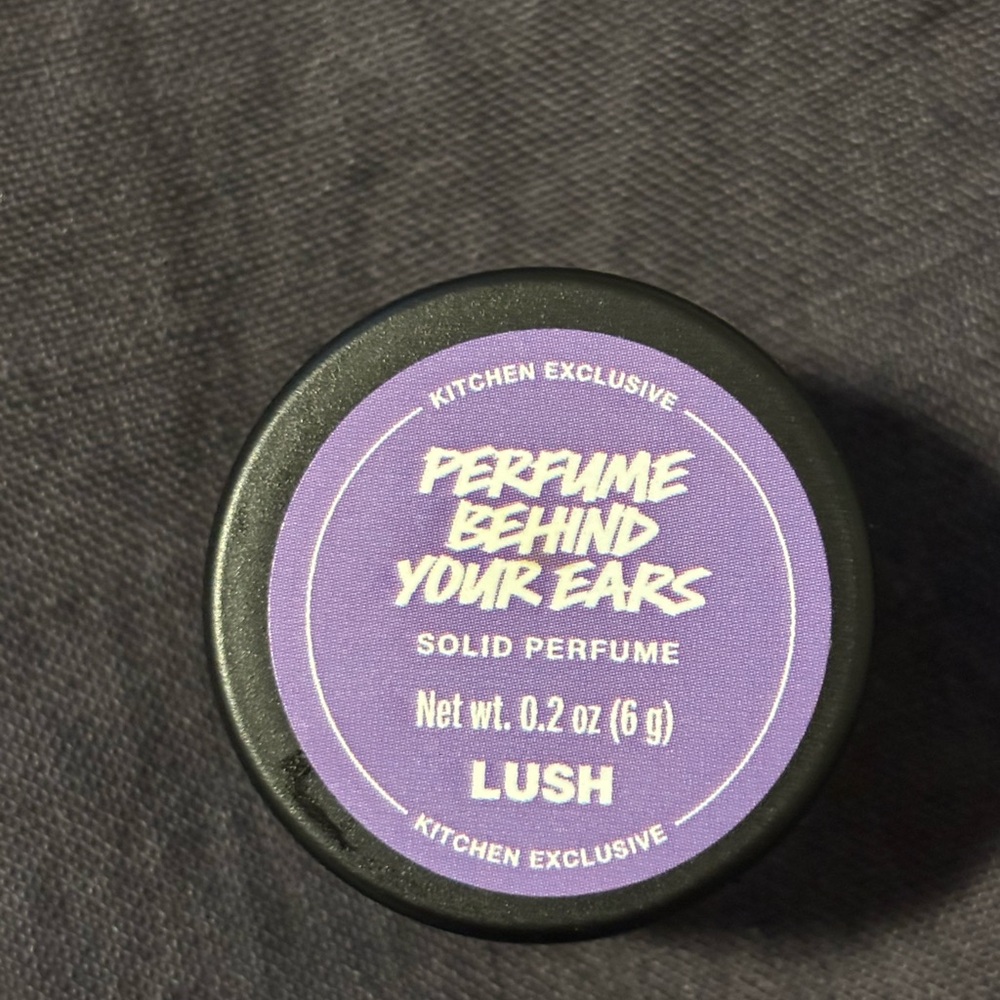 KITCHEN EXCLUSIVE
PERFUME
BEHIND
YOUR EARS
SOLID PERFUME
Net wt. 0.2 oz (6 g)
LUSH
KITCHEN EXCLUSIVE